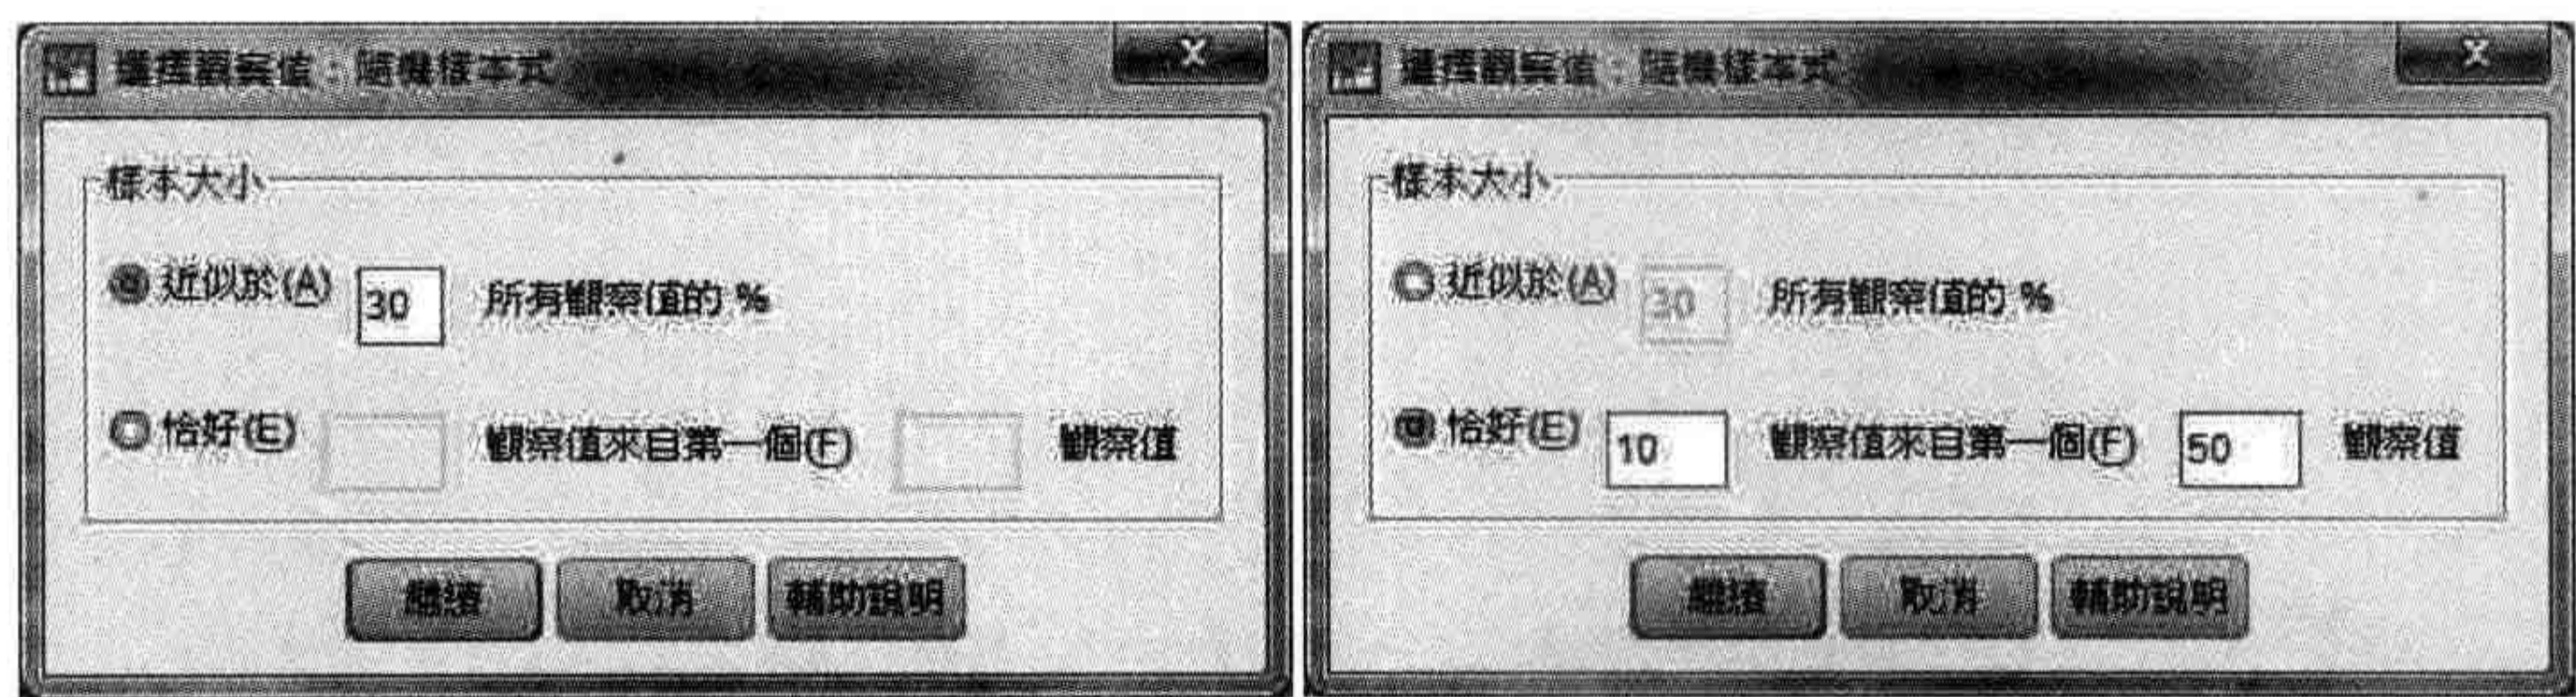 選擇觀察值：隨機樣本式
樣本大小
近似於(A) 30 所有觀察值的 %
恰好(E) 觀察值來自第一個(F) 觀察值
繼續 取消 輔助說明
選擇觀察值：隨機樣本式
樣本大小
近似於(A) 30 所有觀察值的 %
恰好(E) 10 觀察值來自第一個(F) 50 觀察值
繼續 取消 輔助說明